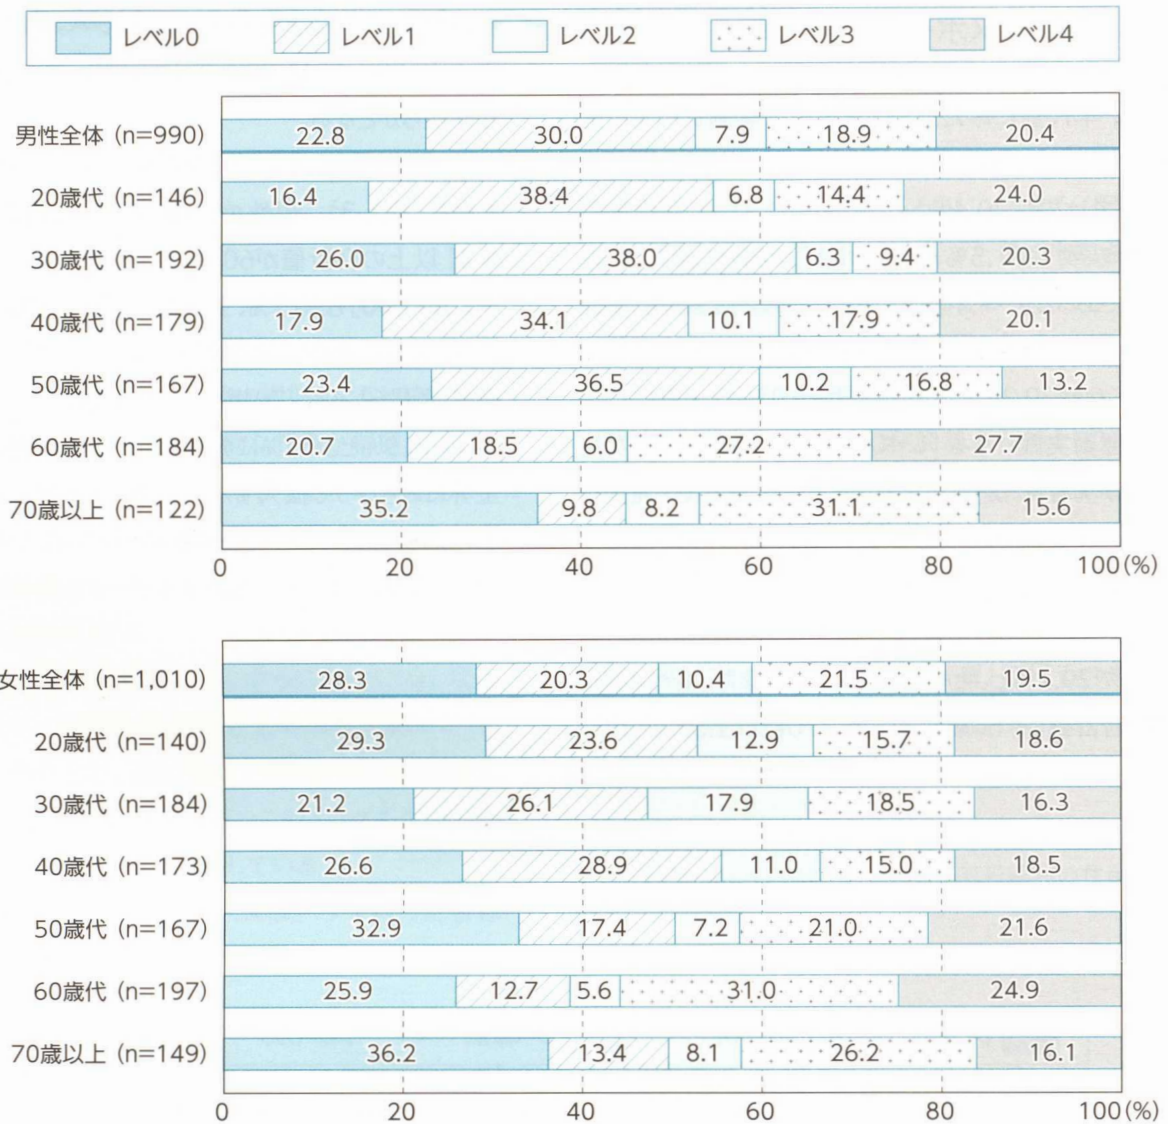 レベル0 レベル1 レベル2 レベル3 レベル4
男性全体 (n=990) 22.8 30.0 7.9 18.9 20.4
20歳代 (n=146) 16.4 38.4 6.8 14.4 24.0
30歳代 (n=192) 26.0 38.0 6.3 9.4 20.3
40歳代 (n=179) 17.9 34.1 10.1 17.9 20.1
50歳代 (n=167) 23.4 36.5 10.2 16.8 13.2
60歳代 (n=184) 20.7 18.5 6.0 27.2 27.7
70歳以上 (n=122) 35.2 9.8 8.2 31.1 15.6
0 20 40 60 80 100(%)
女性全体 (n=1,010) 28.3 20.3 10.4 21.5 19.5
20歳代 (n=140) 29.3 23.6 12.9 15.7 18.6
30歳代 (n=184) 21.2 26.1 17.9 18.5 16.3
40歳代 (n=173) 26.6 28.9 11.0 15.0 18.5
50歳代 (n=167) 32.9 17.4 7.2 21.0 21.6
60歳代 (n=197) 25.9 12.7 5.6 31.0 24.9
70歳以上 (n=149) 36.2 13.4 8.1 26.2 16.1
0 20 40 60 80 100(%)